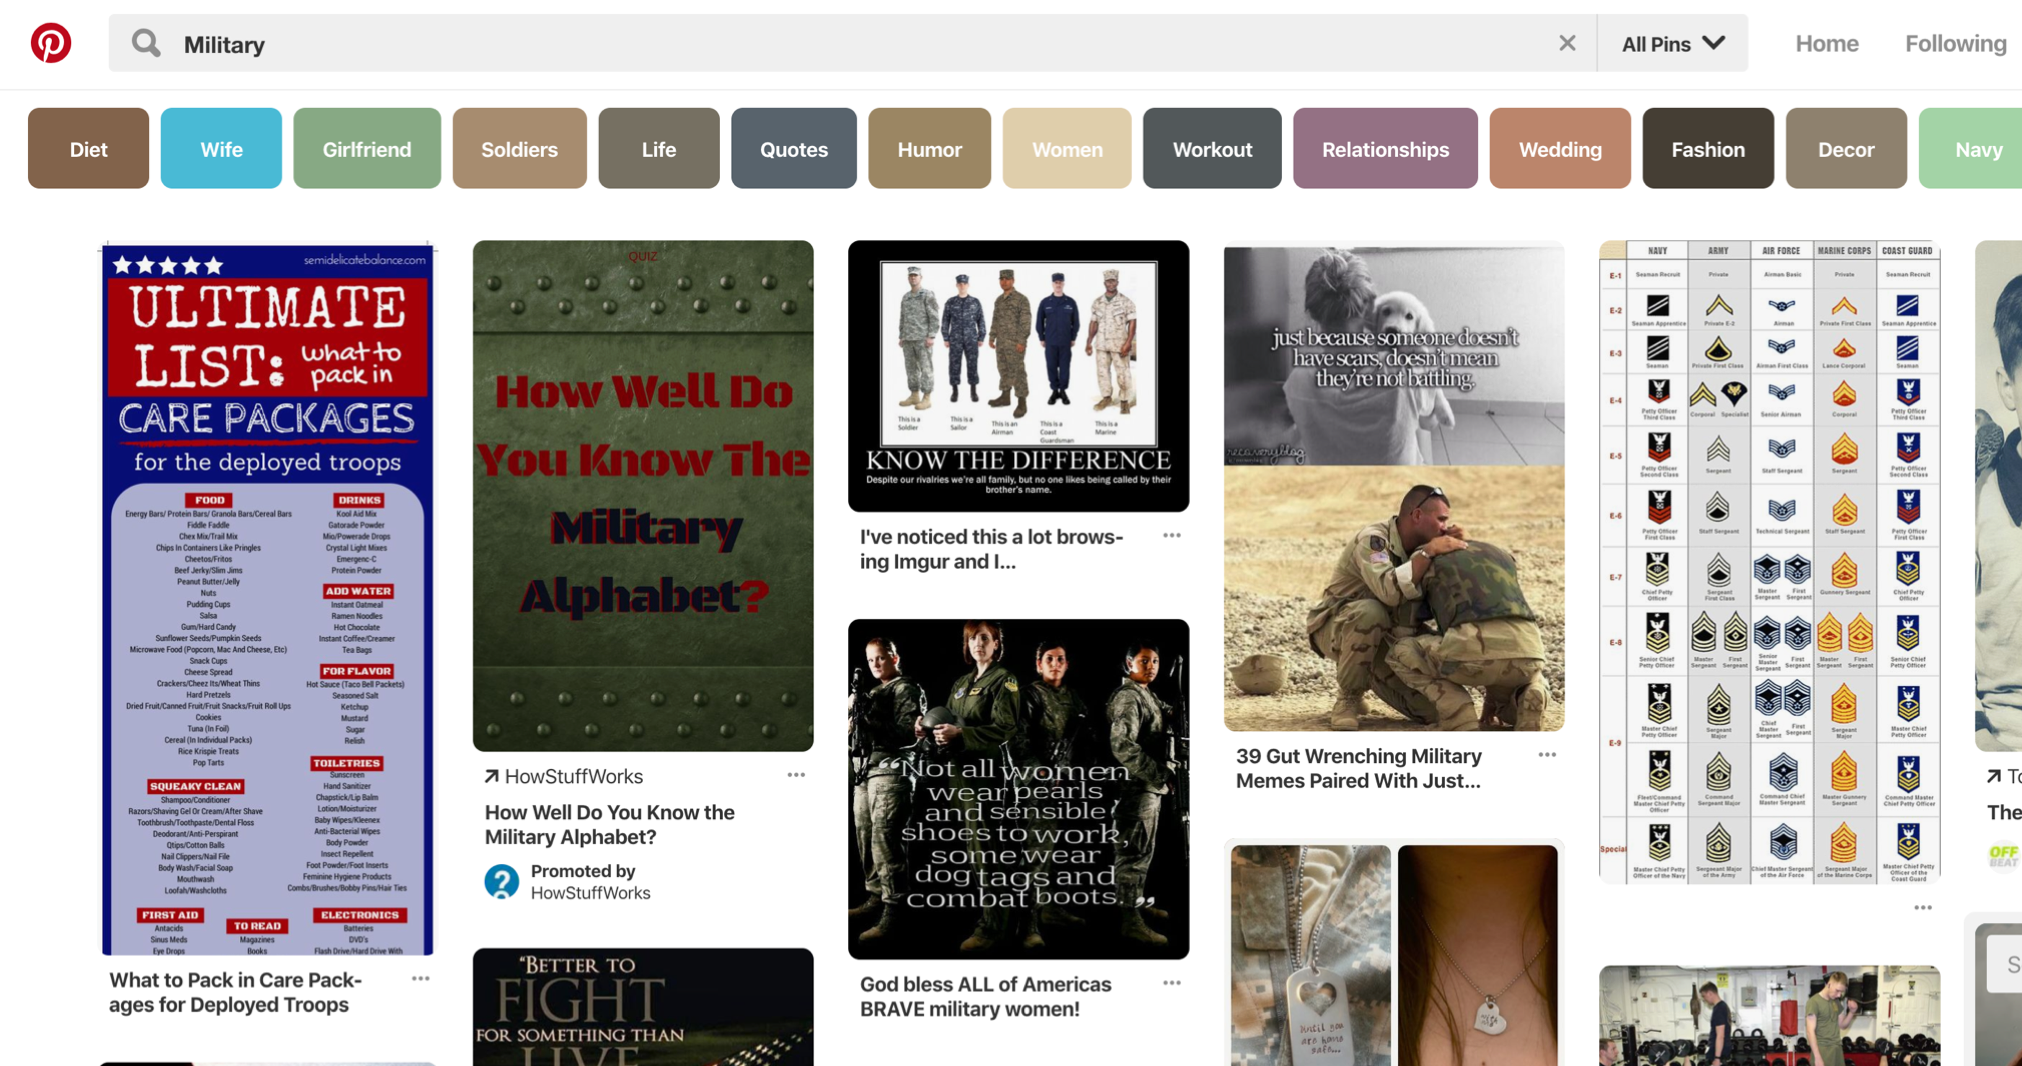 Military
All Pins
Home
Following
Diet
Wife
Girlfriend
Soldiers
Life
Quotes
Humor
Women
Workout
Relationships
Wedding
Fashion
Decor
Navy
semidelicatebalance.com
ULTIMATE
LIST: what to
pack in
CARE PACKAGES
for the deployed troops
FOOD
Energy Bars/ Protein Bars/ Granola Bars/Cereal Bars
Fiddle Faddle
Chex Mix/Trail Mix
Chips In Containers Like Pringles
Cheetos/Fritos
Beef Jerky/Slim Jims
Peanut Butter/Jelly
Nuts
Pudding Cups
Salsa
Gum/Hard Candy
Sunflower Seeds/Pumpkin Seeds
Microwave Food (Popcorn, Mac And Cheese, Etc)
Snack Cups
Cheese Spread
Crackers/Cheez Its/Wheat Thins
Hard Pretzels
Dried Fruit/Canned Fruit/Fruit Snacks/Fruit Roll Ups
Cookies
Tuna (In Foil)
Cereal (In Individual Packs)
Rice Krispie Treats
Pop Tarts
SQUEAKY CLEAN
Shampoo/Conditioner
Razors/Shaving Gel Or Cream/After Shave
Toothbrush/Toothpaste/Dental Floss
Deodorant/Anti-Perspirant
Qtips/Cotton Balls
Nail Clippers/Nail File
Body Wash/Facial Soap
Mouthwash
Loofah/Washcloths
DRINKS
Kool Aid Mix
Gatorade Powder
Mio/Powerade Drops
Crystal Light Mixes
Emergenc-C
Protein Powder
ADD WATER
Instant Oatmeal
Ramen Noodles
Hot Chocolate
Instant Coffee/Creamer
Tea Bags
FOR FLAVOR
Hot Sauce (Taco Bell Packets)
Seasoned Salt
Ketchup
Mustard
Sugar
Relish
TOILETRIES
Sunscreen
Hand Sanitizer
Chapstick/Lip Balm
Lotion/Moisturizer
Baby Wipes/Kleenex
Anti-Bacterial Wipes
Body Powder
Insect Repellent
Foot Powder/Foot Inserts
Feminine Hygiene Products
Combs/Brushes/Bobby Pins/Hair Ties
FIRST AID
Antacids
Sinus Meds
Eye Drops
TO READ
Magazines
Books
ELECTRONICS
Batteries
DVD's
Flash Drive/Hard Drive With
What to Pack in Care Pack-
ages for Deployed Troops
QUIZ
How Well Do
You Know The
Military
Alphabet?
HowStuffWorks
How Well Do You Know the
Military Alphabet?
Promoted by
HowStuffWorks
"BETTER TO
FIGHT
FOR SOMETHING THAN
LIVE
This is a Soldier
This is a Sailor
This is an Airman
This is a Coast Guardsman
This is a Marine
KNOW THE DIFFERENCE
Despite our rivalries we're all family, but no one likes being called by their
brother's name.
I've noticed this a lot brows-
ing Imgur and I...
“Not all women
wear pearls
and sensible
shoes to work,
some wear
dog tags and
combat boots.”
God bless ALL of Americas
BRAVE military women!
just because someone doesn't
have scars, doesn't mean
they're not battling.
recoveryblog
39 Gut Wrenching Military
Memes Paired With Just...
until you
are home
safe...
NAVY ARMY AIR FORCE MARINE CORPS COAST GUARD
E-1 Seaman Recruit Private Airman Basic Private Seaman Recruit
E-2
Seaman Apprentice Private E-2 Airman Private First Class Seaman Apprentice
E-3
Seaman Private First Class Airman First Class Lance Corporal Seaman
E-4
Petty Officer Third Class Corporal Specialist Senior Airman Corporal Petty Officer Third Class
E-5
Petty Officer Second Class Sergeant Staff Sergeant Sergeant Petty Officer Second Class
E-6
Petty Officer First Class Staff Sergeant Technical Sergeant Staff Sergeant Petty Officer First Class
E-7
Chief Petty Officer Sergeant First Class Master Sergeant First Sergeant Gunnery Sergeant Chief Petty Officer
E-8
Senior Chief Petty Officer Master Sergeant First Sergeant Senior Master Sergeant First Sergeant Master Sergeant First Sergeant Senior Chief Petty Officer
E-9
Master Chief Petty Officer Sergeant Major Chief Master Sergeant First Sergeant Sergeant Major Master Chief Petty Officer
Fleet/Command Master Chief Petty Officer Command Sergeant Major Command Chief Master Sergeant Master Gunnery Sergeant Command Master Chief Petty Officer
Special
Master Chief Petty Officer of the Navy Sergeant Major of the Army Chief Master Sergeant of the Air Force Sergeant Major of the Marine Corps Master Chief Petty Officer of the Coast Guard
To
The
OFF
BEAT
S